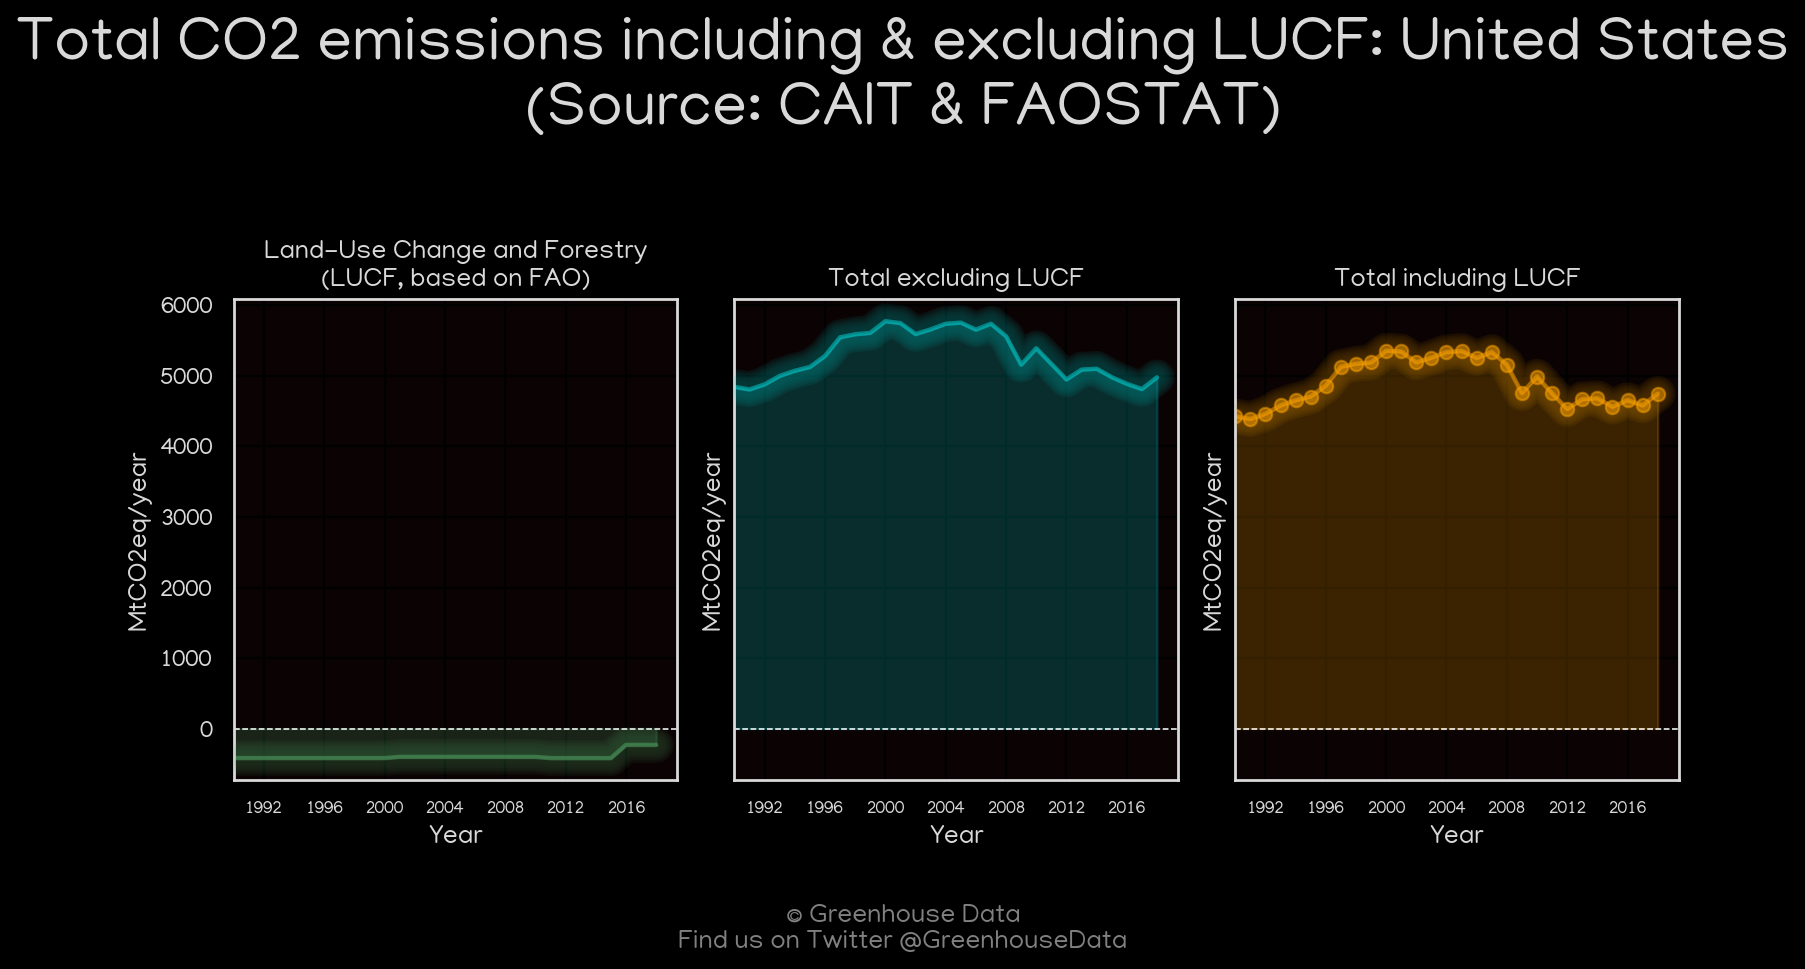 Total CO2 emissions including & excluding LUCF: United States
(Source: CAIT & FAOSTAT)
Land-Use Change and Forestry
(LUCF, based on FAO)
Total excluding LUCF
Total including LUCF
6000
5000
4000
3000
2000
1000
0
MtCO2eq/year
MtCO2eq/year
MtCO2eq/year
1992 1996 2000 2004 2008 2012 2016
1992 1996 2000 2004 2008 2012 2016
1992 1996 2000 2004 2008 2012 2016
Year
Year
Year
© Greenhouse Data
Find us on Twitter @GreenhouseData